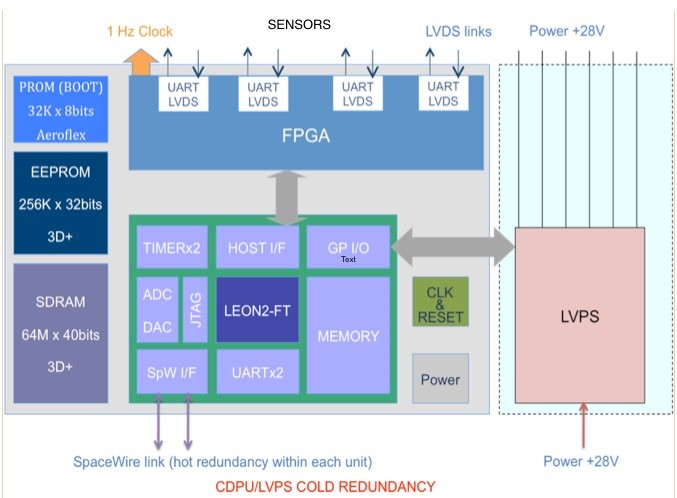 SENSORS
1 Hz Clock
LVDS links
Power +28V
PROM (BOOT)
32K x 8bits
Aeroflex
UART
LVDS
UART
LVDS
UART
LVDS
UART
LVDS
FPGA
EEPROM
256K x 32bits
3D+
SDRAM
64M x 40bits
3D+
TIMERx2
HOST I/F
GP I/O
Text
ADC
DAC
JTAG
LEON2-FT
MEMORY
SpW I/F
UARTx2
CLK
&
RESET
Power
LVPS
SpaceWire link (hot redundancy within each unit)
Power +28V
CDPU/LVPS COLD REDUNDANCY